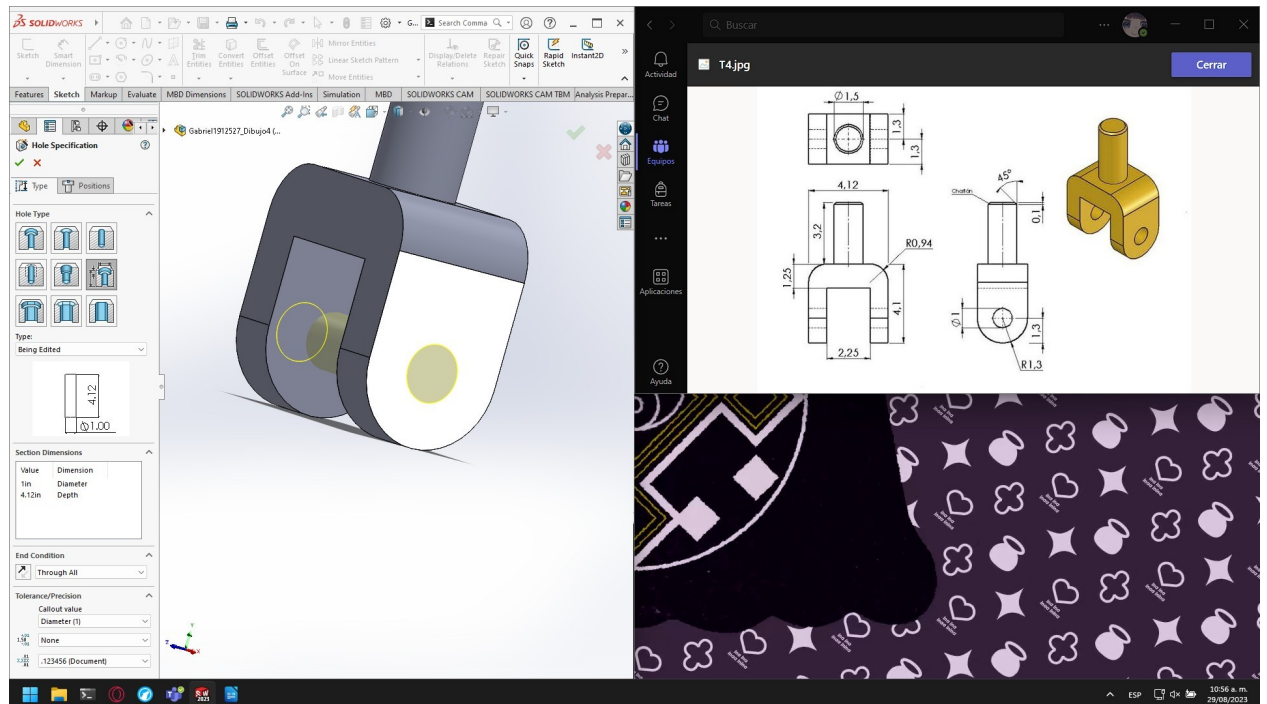 SOLIDWORKS
G... Search Comma
Sketch
Smart Dimension
Trim Entities
Convert Entities
Offset Entities
Offset On Surface
Mirror Entities
Linear Sketch Pattern
Move Entities
Display/Delete Relations
Repair Sketch
Quick Snaps
Rapid Sketch
Instant2D
Features Sketch Markup Evaluate MBD Dimensions SOLIDWORKS Add-Ins Simulation MBD SOLIDWORKS CAM SOLIDWORKS CAM TBM Analysis Prepar...
Gabriel1912527_Dibujo4 (...
Hole Specification
Type Positions
Hole Type
Type:
Being Edited
4.12
∅1.00
Section Dimensions
Value Dimension
1in Diameter
4.12in Depth
End Condition
Through All
Tolerance/Precision
Callout value
Diameter (1)
None
.123456 (Document)
Y
Z
X
Buscar
Actividad
Chat
Equipos
Tareas
Aplicaciones
Ayuda
T4.jpg
Cerrar
∅1,5
1,3
1,3
4,12
3,2
1,25
R0,94
4,1
2,25
45°
Chaflán
0,1
∅1
1,3
R1,3
ESP
10:56 a. m.
29/08/2023